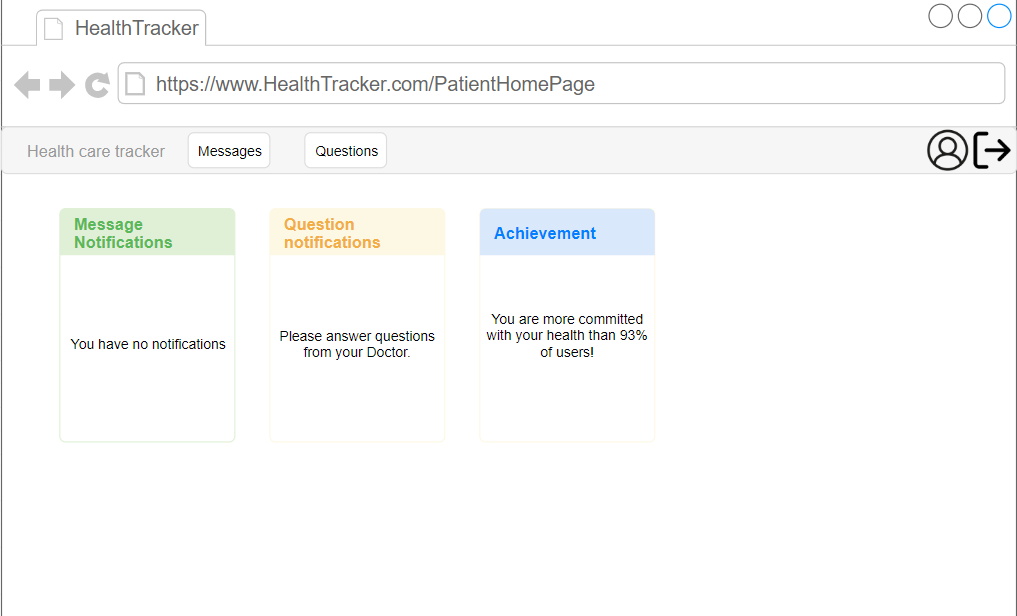 HealthTracker
https://www.HealthTracker.com/PatientHomePage
Health care tracker
Messages
Questions
Message
Notifications
You have no notifications
Question
notifications
Please answer questions
from your Doctor.
Achievement
You are more committed
with your health than 93%
of users!